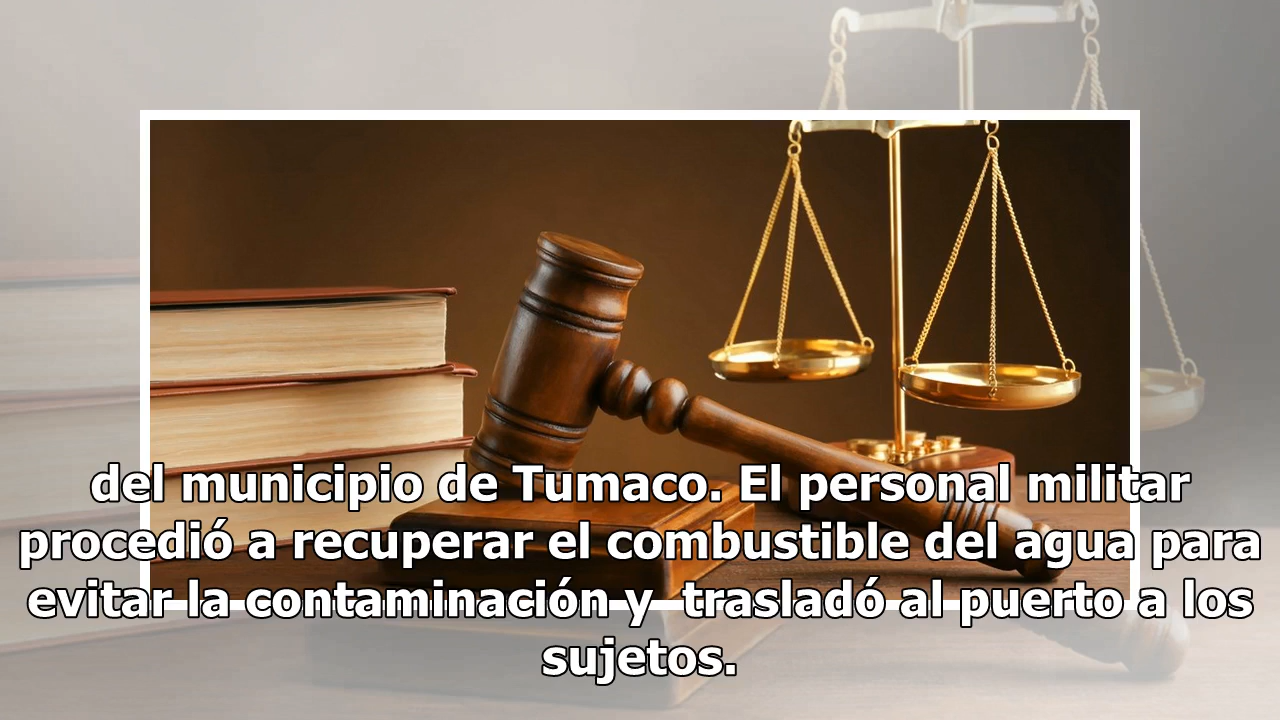 del municipio de Tumaco. El personal militar
procedió a recuperar el combustible del agua para
evitar la contaminación y  trasladó al puerto a los
sujetos.